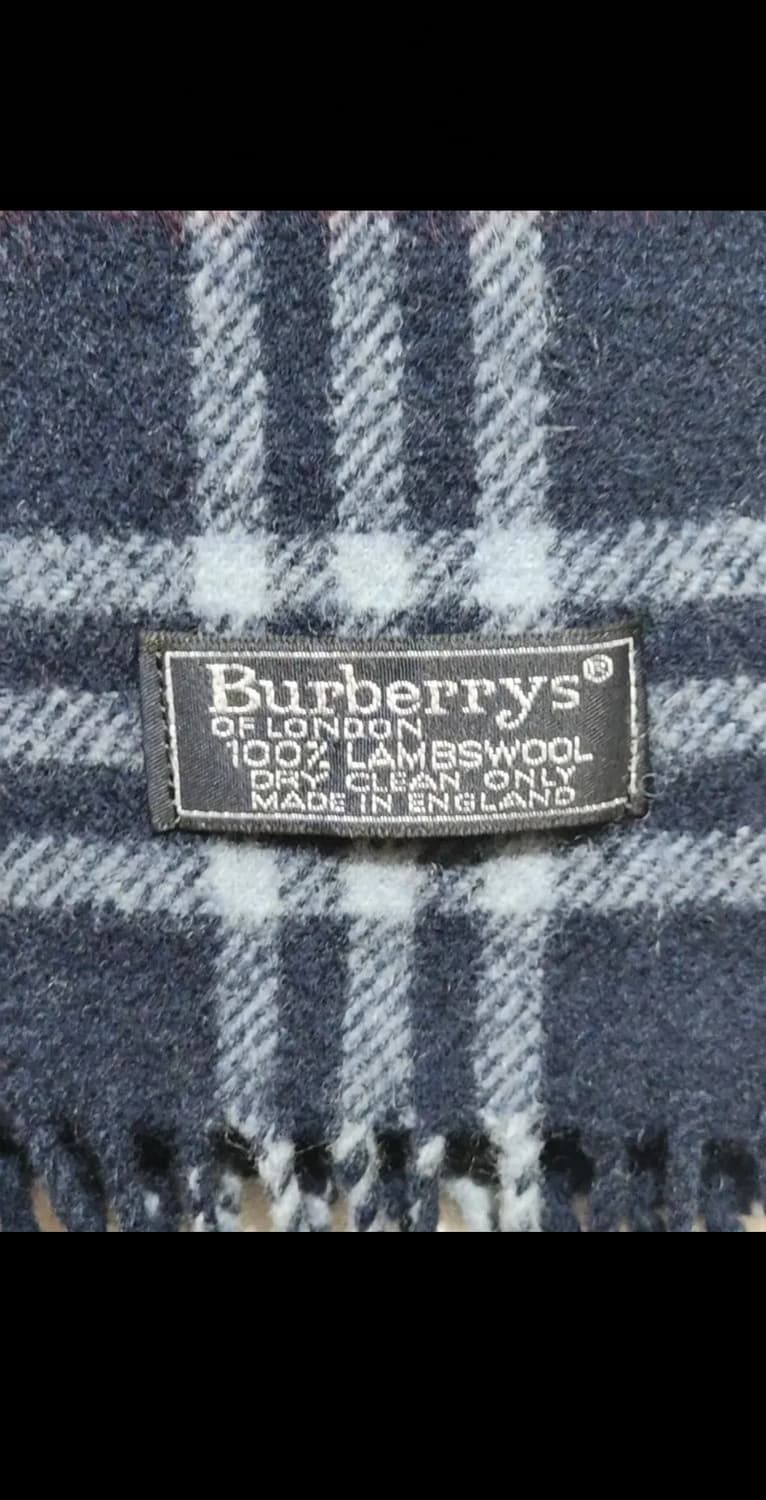 Burberrys®
OF LONDON
100% LAMBSWOOL
DRY CLEAN ONLY
MADE IN ENGLAND